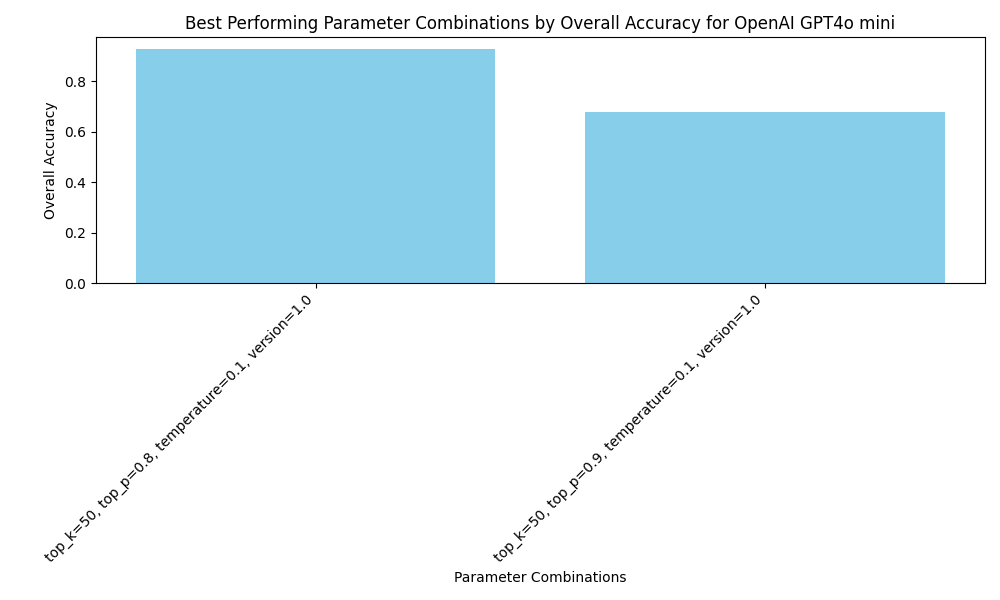 Best Performing Parameter Combinations by Overall Accuracy for OpenAI GPT4o mini
Overall Accuracy
0.8
0.6
0.4
0.2
0.0
top_k=50, top_p=0.8, temperature=0.1, version=1.0
top_k=50, top_p=0.9, temperature=0.1, version=1.0
Parameter Combinations